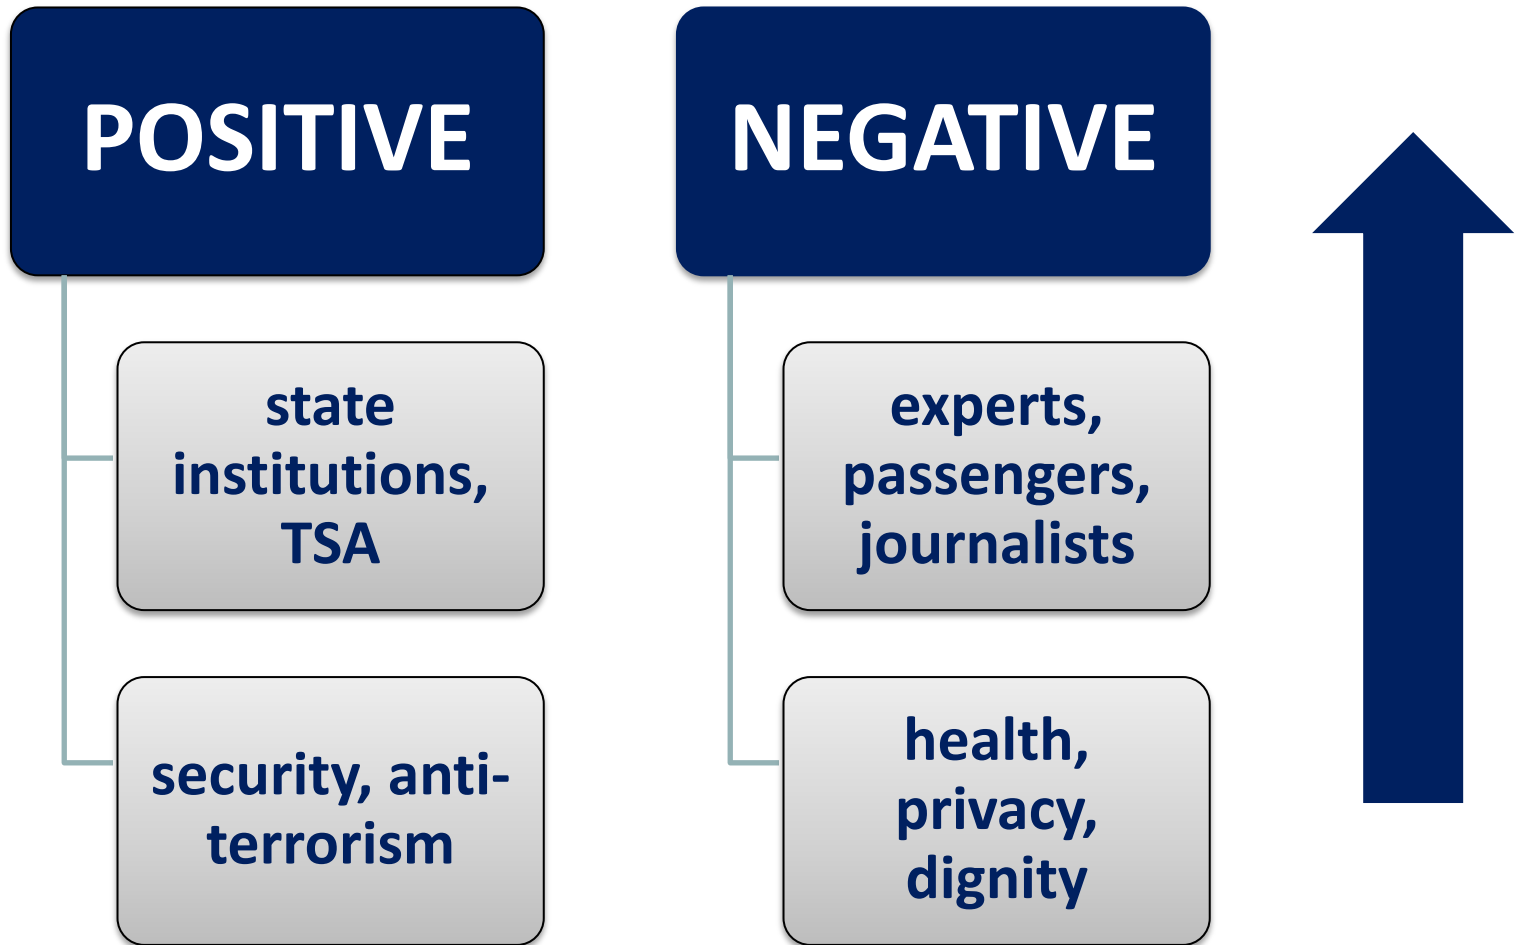 POSITIVE
state
institutions,
TSA
security, anti-
terrorism
NEGATIVE
experts,
passengers,
journalists
health,
privacy,
dignity